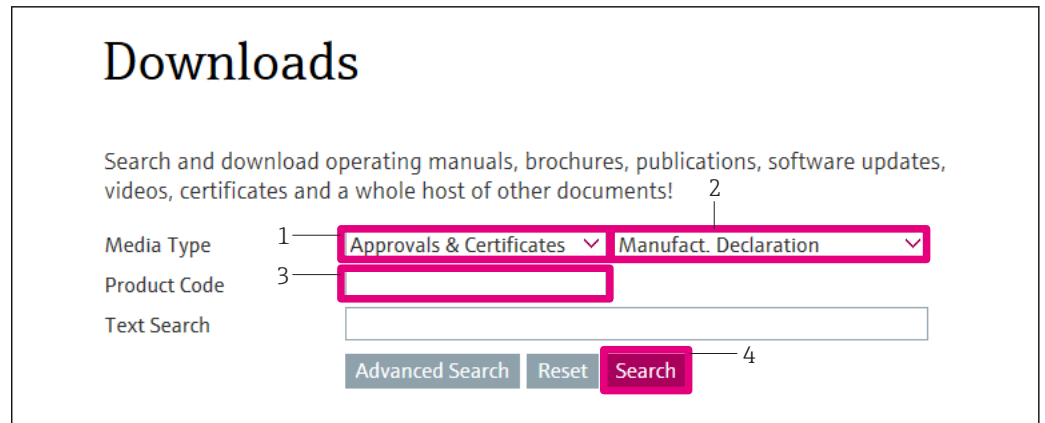 Downloads
Search and download operating manuals, brochures, publications, software updates,
videos, certificates and a whole host of other documents!
2
Media Type 1 Approvals & Certificates Manufact. Declaration
Product Code 3
Text Search
Advanced Search Reset Search 4